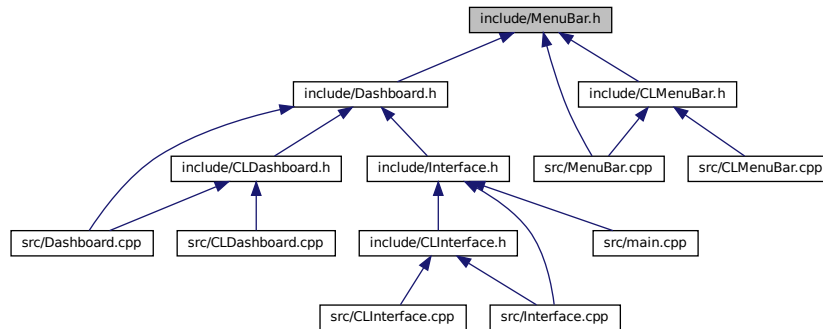 include/MenuBar.h
include/Dashboard.h
include/CLMenuBar.h
include/CLDashboard.h
include/Interface.h
src/MenuBar.cpp
src/CLMenuBar.cpp
src/Dashboard.cpp
src/CLDashboard.cpp
include/CLInterface.h
src/main.cpp
src/CLInterface.cpp
src/Interface.cpp